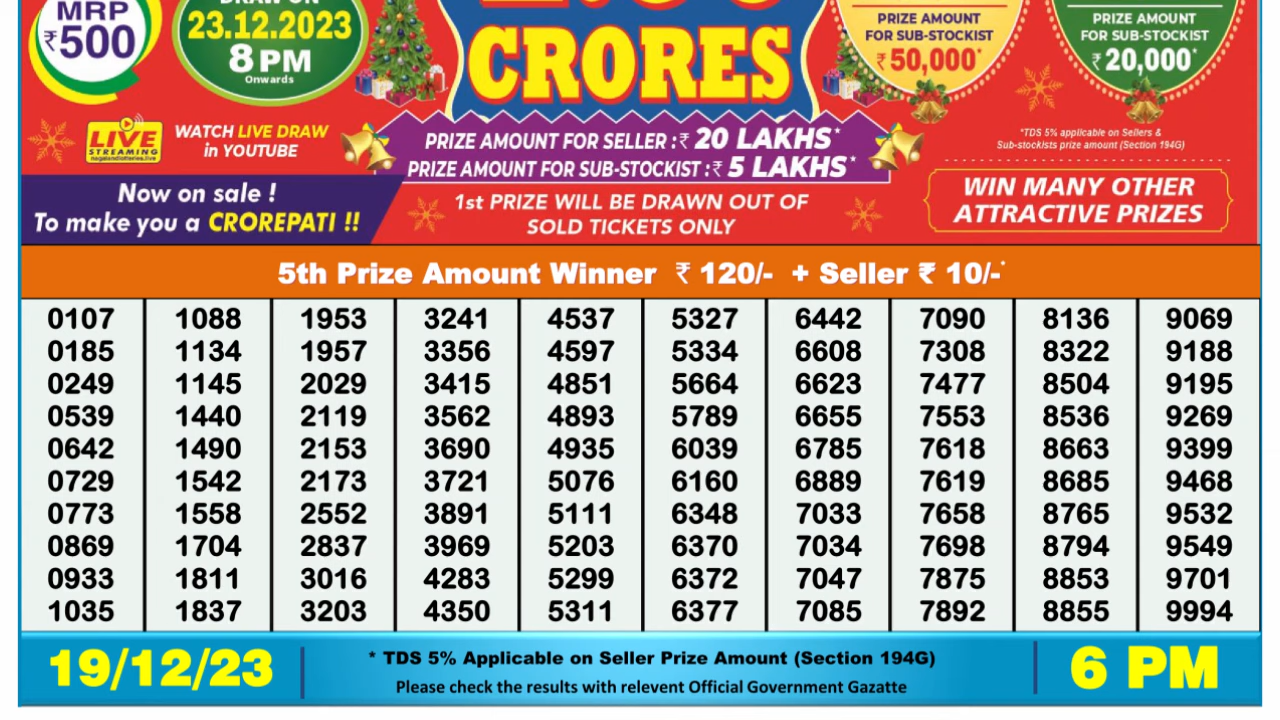 MRP
₹500
DRAW ON
23.12.2023
8 PM
Onwards
CRORES
PRIZE AMOUNT
FOR SUB-STOCKIST
₹ 50,000*
PRIZE AMOUNT
FOR SUB-STOCKIST
₹ 20,000*
LIVE
STREAMING
nagalandlotteries.live
WATCH LIVE DRAW
in YOUTUBE
PRIZE AMOUNT FOR SELLER :₹ 20 LAKHS*
PRIZE AMOUNT FOR SUB-STOCKIST :₹ 5 LAKHS*
*TDS 5% applicable on Sellers &
Sub-stockists prize amount (Section 194G)
Now on sale !
To make you a CROREPATI !!
1st PRIZE WILL BE DRAWN OUT OF
SOLD TICKETS ONLY
WIN MANY OTHER
ATTRACTIVE PRIZES
5th Prize Amount Winner ₹ 120/- + Seller ₹ 10/-*
0107 1088 1953 3241 4537 5327 6442 7090 8136 9069
0185 1134 1957 3356 4597 5334 6608 7308 8322 9188
0249 1145 2029 3415 4851 5664 6623 7477 8504 9195
0539 1440 2119 3562 4893 5789 6655 7553 8536 9269
0642 1490 2153 3690 4935 6039 6785 7618 8663 9399
0729 1542 2173 3721 5076 6160 6889 7619 8685 9468
0773 1558 2552 3891 5111 6348 7033 7658 8765 9532
0869 1704 2837 3969 5203 6370 7034 7698 8794 9549
0933 1811 3016 4283 5299 6372 7047 7875 8853 9701
1035 1837 3203 4350 5311 6377 7085 7892 8855 9994
19/12/23
* TDS 5% Applicable on Seller Prize Amount (Section 194G)
Please check the results with relevent Official Government Gazatte
6 PM